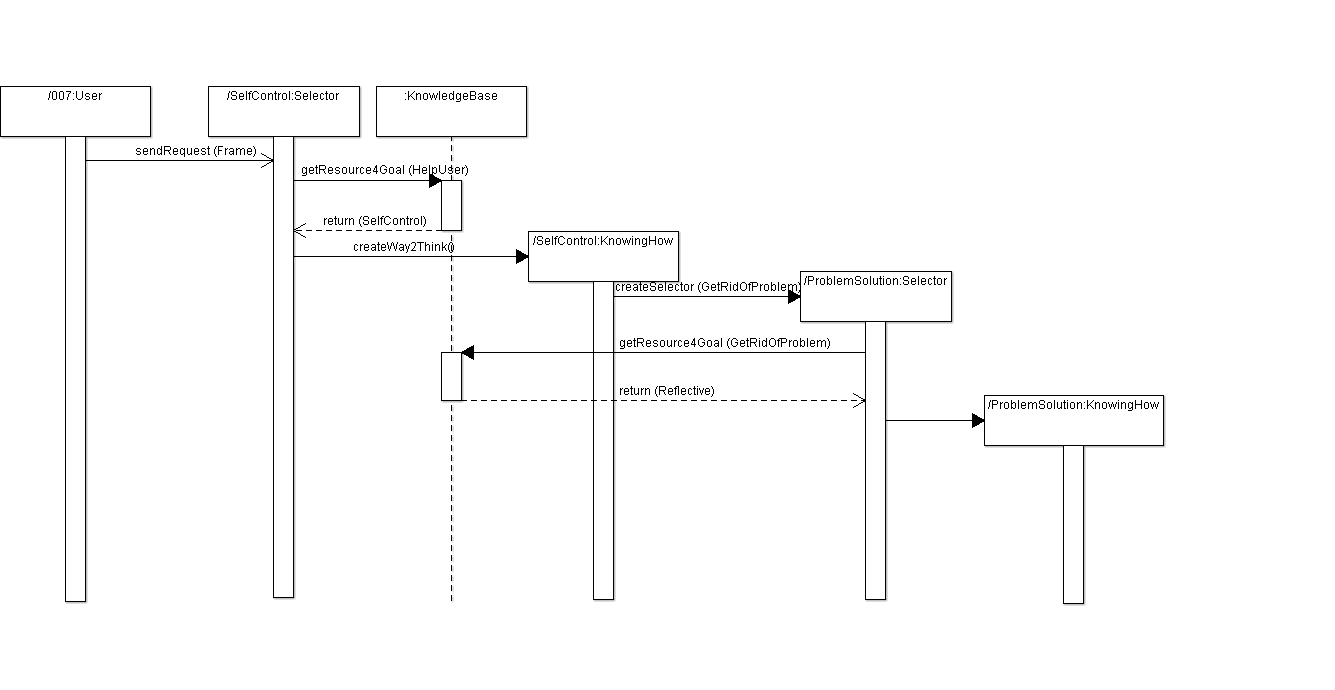 /007:User
/SelfControl:Selector
:KnowledgeBase
sendRequest (Frame)
getResource4Goal (HelpUser)
return (SelfControl)
createWay2Think()
/SelfControl:KnowingHow
createSelector (GetRidOfProblem)
/ProblemSolution:Selector
getResource4Goal (GetRidOfProblem)
return (Reflective)
/ProblemSolution:KnowingHow